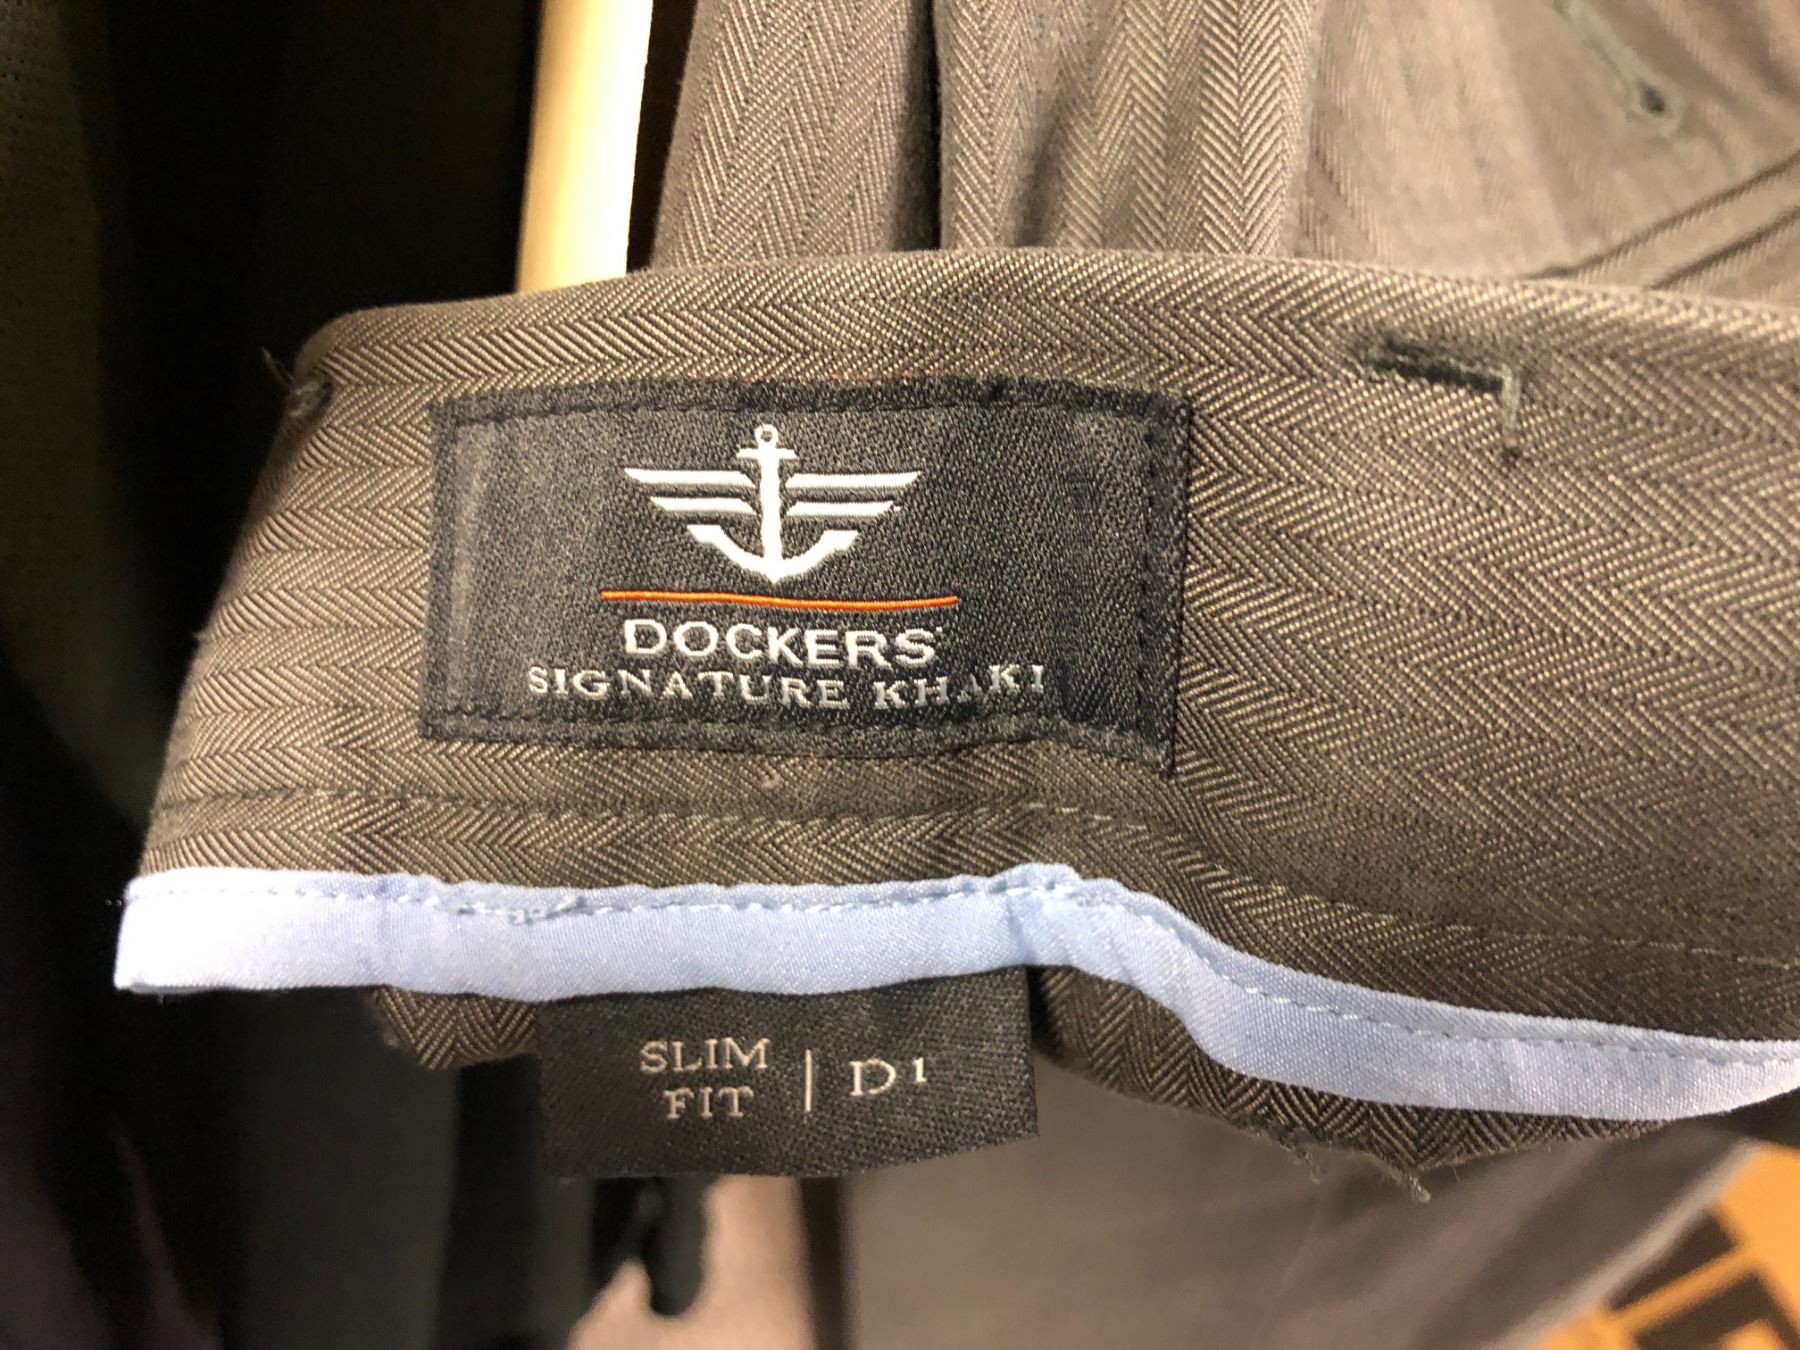 DOCKERS®
SIGNATURE KHAKI
SLIM
FIT | D¹